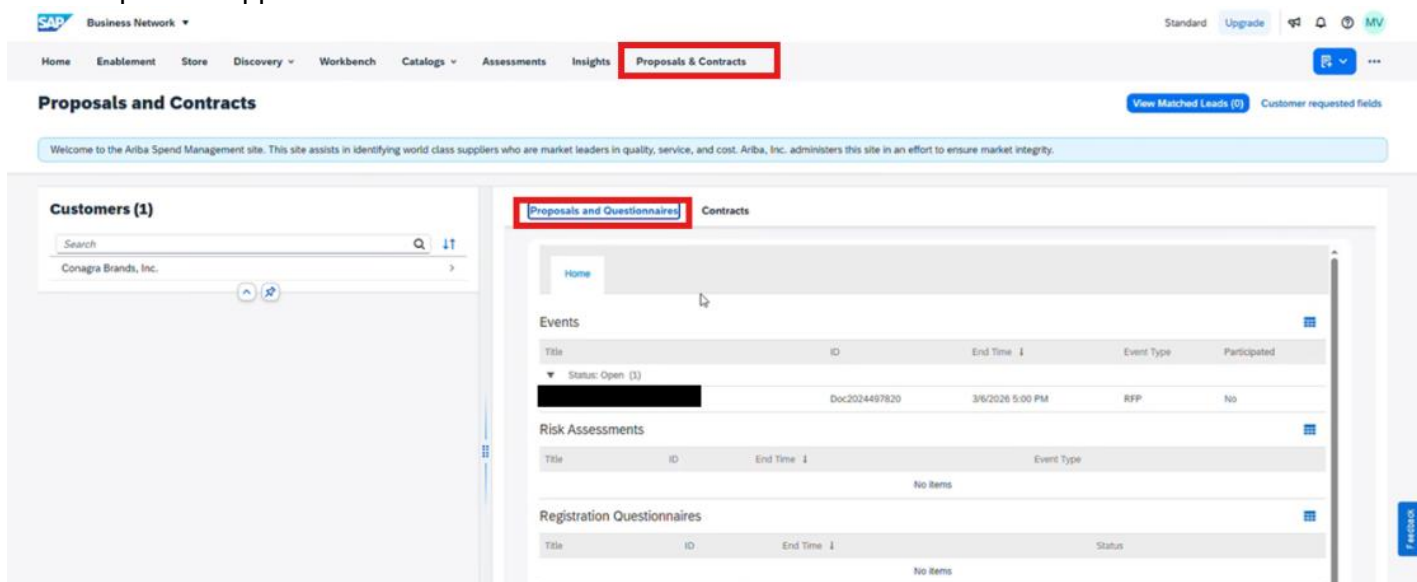 SAP Business Network
Standard Upgrade MV
Home Enablement Store Discovery Workbench Catalogs Assessments Insights Proposals & Contracts
Proposals and Contracts
View Matched Leads (0) Customer requested fields
Welcome to the Ariba Spend Management site. This site assists in identifying world class suppliers who are market leaders in quality, service, and cost. Ariba, Inc. administers this site in an effort to ensure market integrity.
Customers (1)
Search
Conagra Brands, Inc.
Proposals and Questionnaires Contracts
Home
Events
Title ID End Time Event Type Participated
Status: Open (1)
Doc2024497820 3/6/2026 5:00 PM RFP No
Risk Assessments
Title ID End Time Event Type
No items
Registration Questionnaires
Title ID End Time Status
No items
Feedback